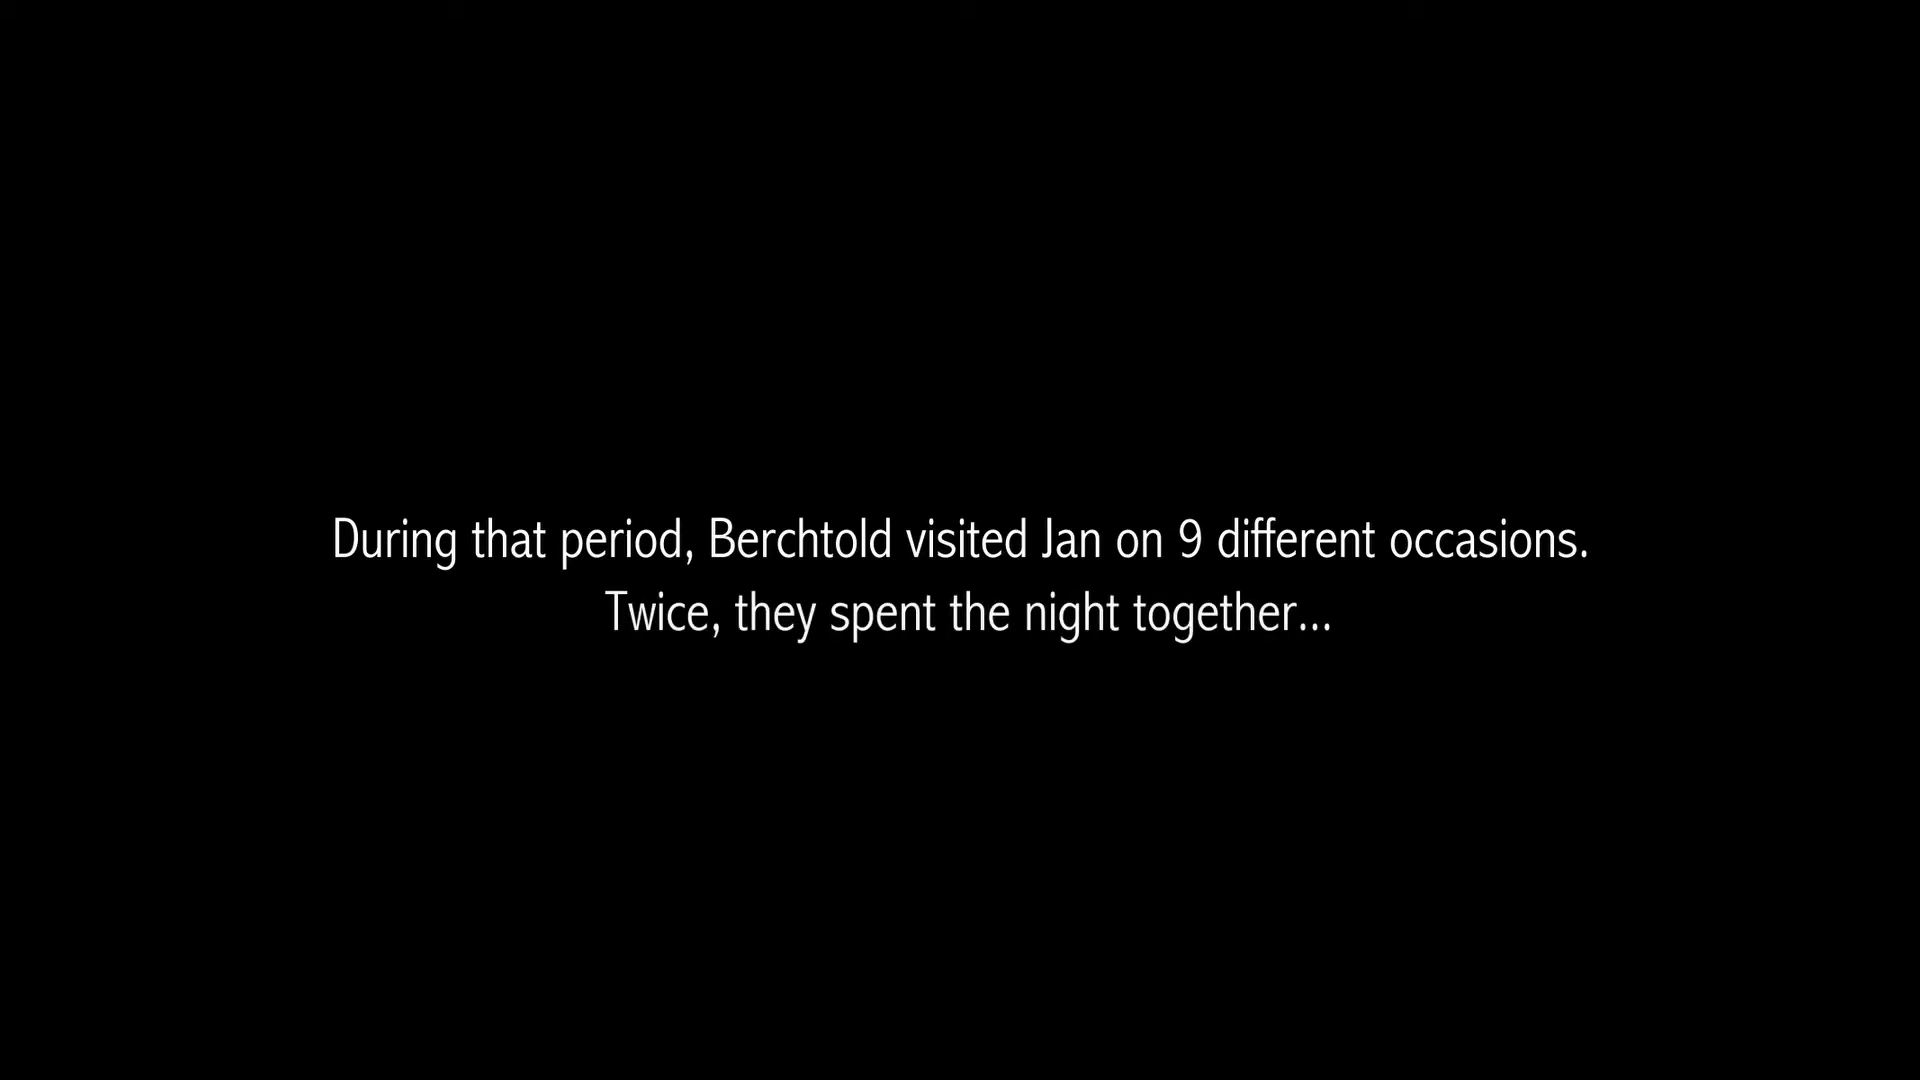 During that period, Berchtold visited Jan on 9 different occasions.
Twice, they spent the night together...